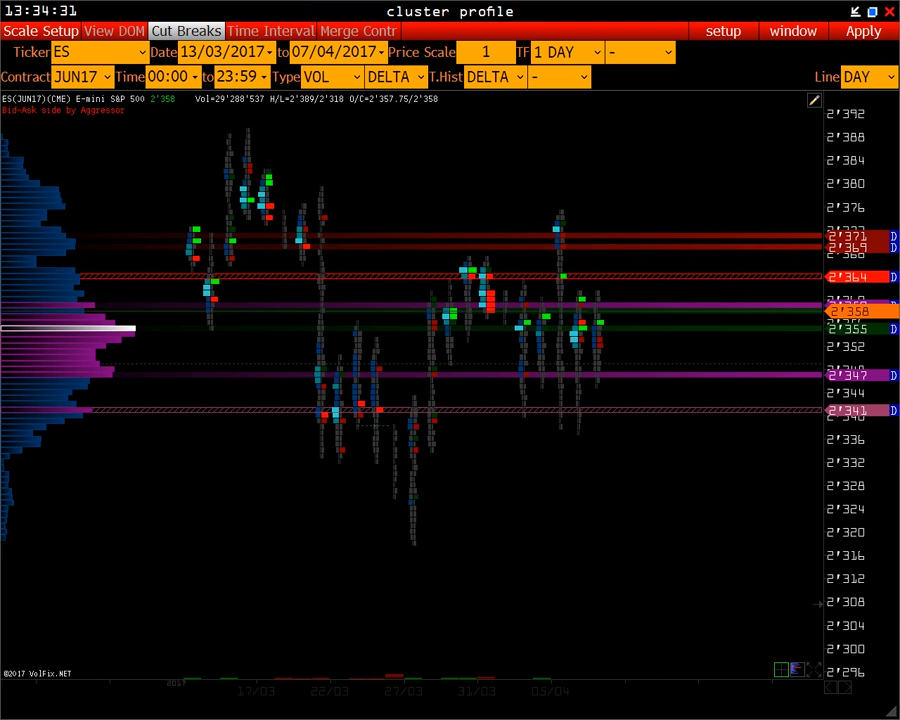 13:34:31 cluster profile
Scale Setup View DOM Cut Breaks Time Interval Merge Contr setup window Apply
Ticker ES Date 13/03/2017 to 07/04/2017 Price Scale 1 TF 1 DAY -
Contract JUN17 Time 00:00 to 23:59 Type VOL DELTA T.Hist DELTA - Line DAY
ES(JUN17)(CME) E-mini S&P 500 2'358 Vol=29'288'537 H/L=2'389/2'318 O/C=2'357.75/2'358
Bid-Ask side by Aggressor
2'392
2'388
2'384
2'380
2'376
2'371 D
2'369 D
2'368
2'364 D
2'358
2'355 D
2'352
2'347 D
2'344
2'341 D
2'340
2'336
2'332
2'328
2'324
2'320
2'316
2'312
2'308
2'304
2'300
2'296
©2017 VolFix.NET
2017
17/03 22/03 27/03 31/03 05/04